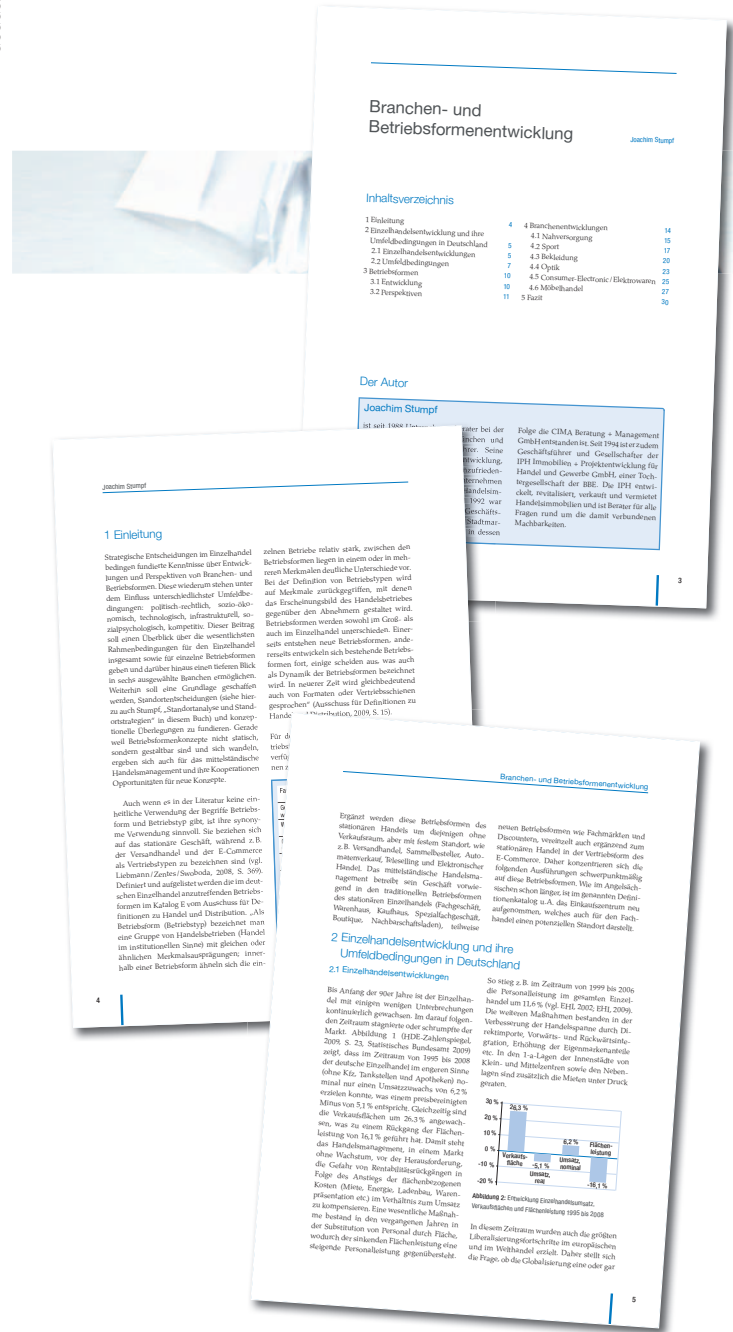 Branchen- und
Betriebsformenentwicklung
Joachim Stumpf
Inhaltsverzeichnis
1 Einleitung 4
2 Einzelhandelsentwicklung und ihre
Umfeldbedingungen in Deutschland 5
2.1 Einzelhandelsentwicklungen 5
2.2 Umfeldbedingungen 7
3 Betriebsformen 10
3.1 Entwicklung 10
3.2 Perspektiven 11
4 Branchenentwicklungen 14
4.1 Nahversorgung 15
4.2 Sport 17
4.3 Bekleidung 20
4.4 Optik 23
4.5 Consumer-Electronic / Elektrowaren 25
4.6 Möbelhandel 27
5 Fazit 30
Der Autor
Joachim Stumpf
ist seit 1988
rater bei der
nchen und
hrer. Seine
ntwicklung,
nzufrieden-
ternehmen
Handelsim-
1992 war
Geschäfts-
Stadtmar-
in dessen
Folge die CIMA Beratung + Management
GmbH entstanden ist. Seit 1994 ist er zudem
Geschäftsführer und Gesellschafter der
IPH Immobilien + Projektentwicklung für
Handel und Gewerbe GmbH, einer Toch-
tergesellschaft der BBE. Die IPH entwi-
ckelt, revitalisiert, verkauft und vermietet
Handelsimmobilien und ist Berater für alle
Fragen rund um die damit verbundenen
Machbarkeiten.
3
Joachim Stumpf
1 Einleitung
Strategische Entscheidungen im Einzelhandel
bedingen fundierte Kenntnisse über Entwick-
lungen und Perspektiven von Branchen- und
Betriebsformen. Diese wiederum stehen unter
dem Einfluss unterschiedlichster Umfeldbe-
dingungen: politisch-rechtlich, sozio-öko-
nomisch, technologisch, infrastrukturell, so-
zialpsychologisch, kompetitiv. Dieser Beitrag
soll einen Überblick über die wesentlichsten
Rahmenbedingungen für den Einzelhandel
insgesamt sowie für einzelne Betriebsformen
geben und darüber hinaus einen tieferen Blick
in sechs ausgewählte Branchen ermöglichen.
Weiterhin soll eine Grundlage geschaffen
werden, Standortentscheidungen (siehe hier-
zu auch Stumpf, „Standortanalyse und Stand-
ortstrategien“ in diesem Buch) und konzep-
tionelle Überlegungen zu fundieren. Gerade
weil Betriebsformenkonzepte nicht statisch,
sondern gestaltbar sind und sich wandeln,
ergeben sich auch für das mittelständische
Handelsmanagement und ihre Kooperationen
Opportunitäten für neue Konzepte.
Auch wenn es in der Literatur keine ein-
heitliche Verwendung der Begriffe Betriebs-
form und Betriebstyp gibt, ist ihre synony-
me Verwendung sinnvoll. Sie beziehen sich
auf das stationäre Geschäft, während z. B.
der Versandhandel und der E-Commerce
als Vertriebstypen zu bezeichnen sind (vgl.
Liebmann/Zentes/Swoboda, 2008, S. 369).
Definiert und aufgelistet werden die im deut-
schen Einzelhandel anzutreffenden Betriebs-
formen im Katalog E vom Ausschuss für De-
finitionen zu Handel und Distribution. „Als
Betriebsform (Betriebstyp) bezeichnet man
eine Gruppe von Handelsbetrieben (Handel
im institutionellen Sinne) mit gleichen oder
ähnlichen Merkmalsausprägungen; inner-
halb einer Betriebsform ähneln sich die ein-
zelnen Betriebe relativ stark, zwischen den
Betriebsformen liegen in einem oder in meh-
reren Merkmalen deutliche Unterschiede vor.
Bei der Definition von Betriebstypen wird
auf Merkmale zurückgegriffen, mit denen
das Erscheinungsbild des Handelsbetriebes
gegenüber den Abnehmern gestaltet wird.
Betriebsformen werden sowohl im Groß- als
auch im Einzelhandel unterschieden. Einer-
seits entstehen neue Betriebsformen, ande-
rerseits entwickeln sich bestehende Betriebs-
formen fort, einige scheiden aus, was auch
als Dynamik der Betriebsformen bezeichnet
wird. In neuerer Zeit wird gleichbedeutend
auch von Formaten oder Vertriebsschienen
gesprochen“ (Ausschuss für Definitionen zu
Handel und Distribution, 2009, S. 15).
Für d
triebs
verfü
nen z
Fa
4
Branchen- und Betriebsformenentwicklung
Ergänzt werden diese Betriebsformen des
stationären Handels um diejenigen ohne
Verkaufsraum, aber mit festem Standort, wie
z.B. Versandhandel, Sammelbesteller, Auto-
matenverkauf, Teleselling und Elektronischer
Handel. Das mittelständische Handelsma-
nagement betreibt sein Geschäft vorwie-
gend in den traditionellen Betriebsformen
des stationären Einzelhandels (Fachgeschäft,
Warenhaus, Kaufhaus, Spezialfachgeschäft,
Boutique, Nachbarschaftsladen), teilweise
neuen Betriebsformen wie Fachmärkten und
Discountern, vereinzelt auch ergänzend zum
stationären Handel in der Vertriebsform des
E-Commerce. Daher konzentrieren sich die
folgenden Ausführungen schwerpunktmäßig
auf diese Betriebsformen. Wie im Angelsäch-
sischen schon länger, ist im genannten Defini-
tionenkatalog u.A. das Einkaufszentrum neu
aufgenommen, welches auch für den Fach-
handel einen potenziellen Standort darstellt.
2 Einzelhandelsentwicklung und ihre
Umfeldbedingungen in Deutschland
2.1 Einzelhandelsentwicklungen
Bis Anfang der 90er Jahre ist der Einzelhan-
del mit einigen wenigen Unterbrechungen
kontinuierlich gewachsen. Im darauf folgen-
den Zeitraum stagnierte oder schrumpfte der
Markt. Abbildung 1 (HDE-Zahlenspiegel,
2009, S. 23, Statistisches Bundesamt 2009)
zeigt, dass im Zeitraum von 1995 bis 2008
der deutsche Einzelhandel im engeren Sinne
(ohne Kfz, Tankstellen und Apotheken) no-
minal nur einen Umsatzzuwachs von 6,2%
erzielen konnte, was einem preisbereinigten
Minus von 5,1% entspricht. Gleichzeitig sind
die Verkaufsflächen um 26,3% angewach-
sen, was zu einem Rückgang der Flächen-
leistung von 16,1% geführt hat. Damit steht
das Handelsmanagement, in einem Markt
ohne Wachstum, vor der Herausforderung,
die Gefahr von Rentabilitätsrückgängen in
Folge des Anstiegs der flächenbezogenen
Kosten (Miete, Energie, Ladenbau, Waren-
präsentation etc.) im Verhältnis zum Umsatz
zu kompensieren. Eine wesentliche Maßnah-
me bestand in den vergangenen Jahren in
der Substitution von Personal durch Fläche,
wodurch der sinkenden Flächenleistung eine
steigende Personalleistung gegenübersteht.
So stieg z. B. im Zeitraum von 1999 bis 2006
die Personalleistung im gesamten Einzel-
handel um 11,6% (vgl. EHI, 2002; EHI, 2009).
Die weiteren Maßnahmen bestanden in der
Verbesserung der Handelsspanne durch Di-
rektimporte, Vorwärts- und Rückwärtsinte-
gration, Erhöhung der Eigenmarkenanteile
etc. In den 1-a-Lagen der Innenstädte von
Klein- und Mittelzentren sowie den Neben-
lagen sind zusätzlich die Mieten unter Druck
geraten.
30 %
20 %
10 %
0 %
-10 %
-20 %
26,3 %
Verkaufs-
fläche
-5,1 %
Umsatz,
real
6,2 %
Umsatz,
nominal
Flächen-
leistung
-16,1 %
Abbildung 2: Entwicklung Einzelhandelsumsatz,
Verkaufsflächen und Flächenleistung 1995 bis 2008
In diesem Zeitraum wurden auch die größten
Liberalisierungsfortschritte im europäischen
und im Welthandel erzielt. Daher stellt sich
die Frage, ob die Globalisierung eine oder gar
5